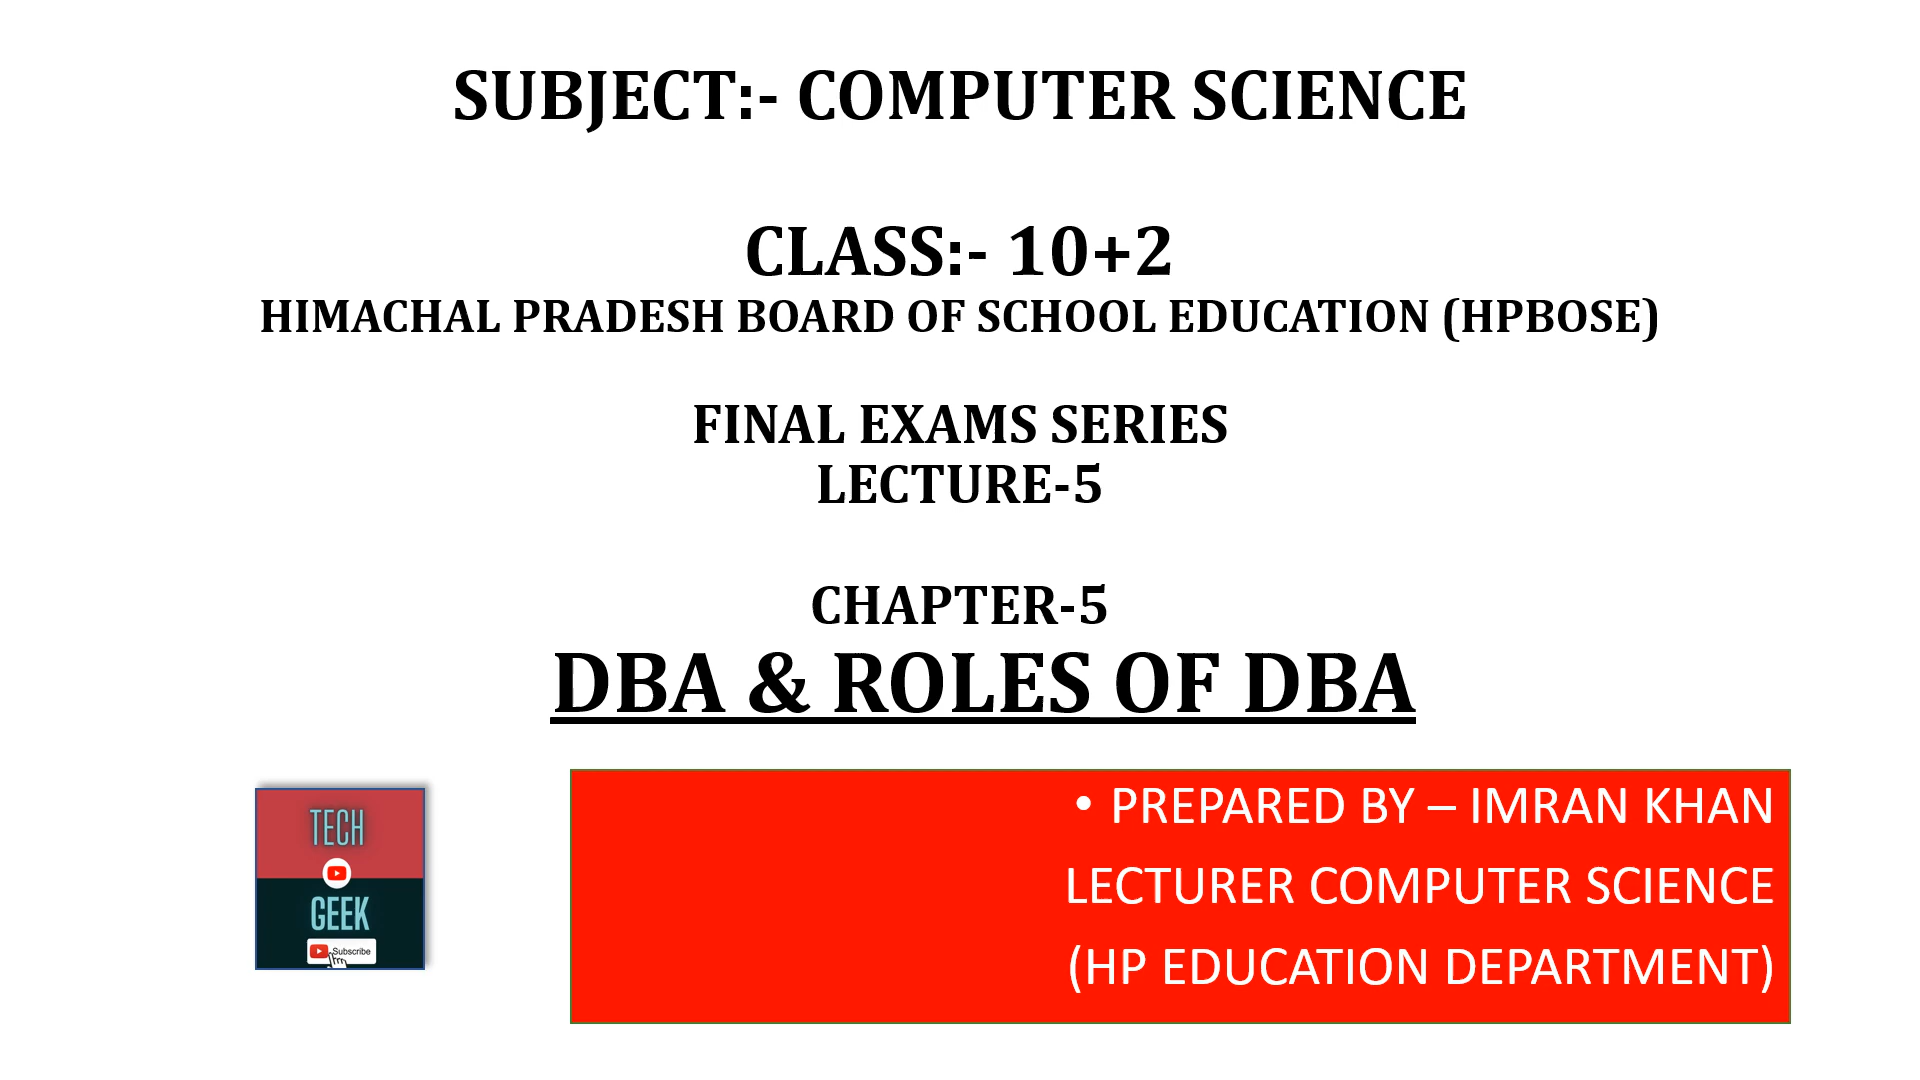 SUBJECT:- COMPUTER SCIENCE
CLASS:- 10+2
HIMACHAL PRADESH BOARD OF SCHOOL EDUCATION (HPBOSE)
FINAL EXAMS SERIES
LECTURE-5
CHAPTER-5
DBA & ROLES OF DBA
TECH
GEEK
Subscribe
• PREPARED BY – IMRAN KHAN
LECTURER COMPUTER SCIENCE
(HP EDUCATION DEPARTMENT)